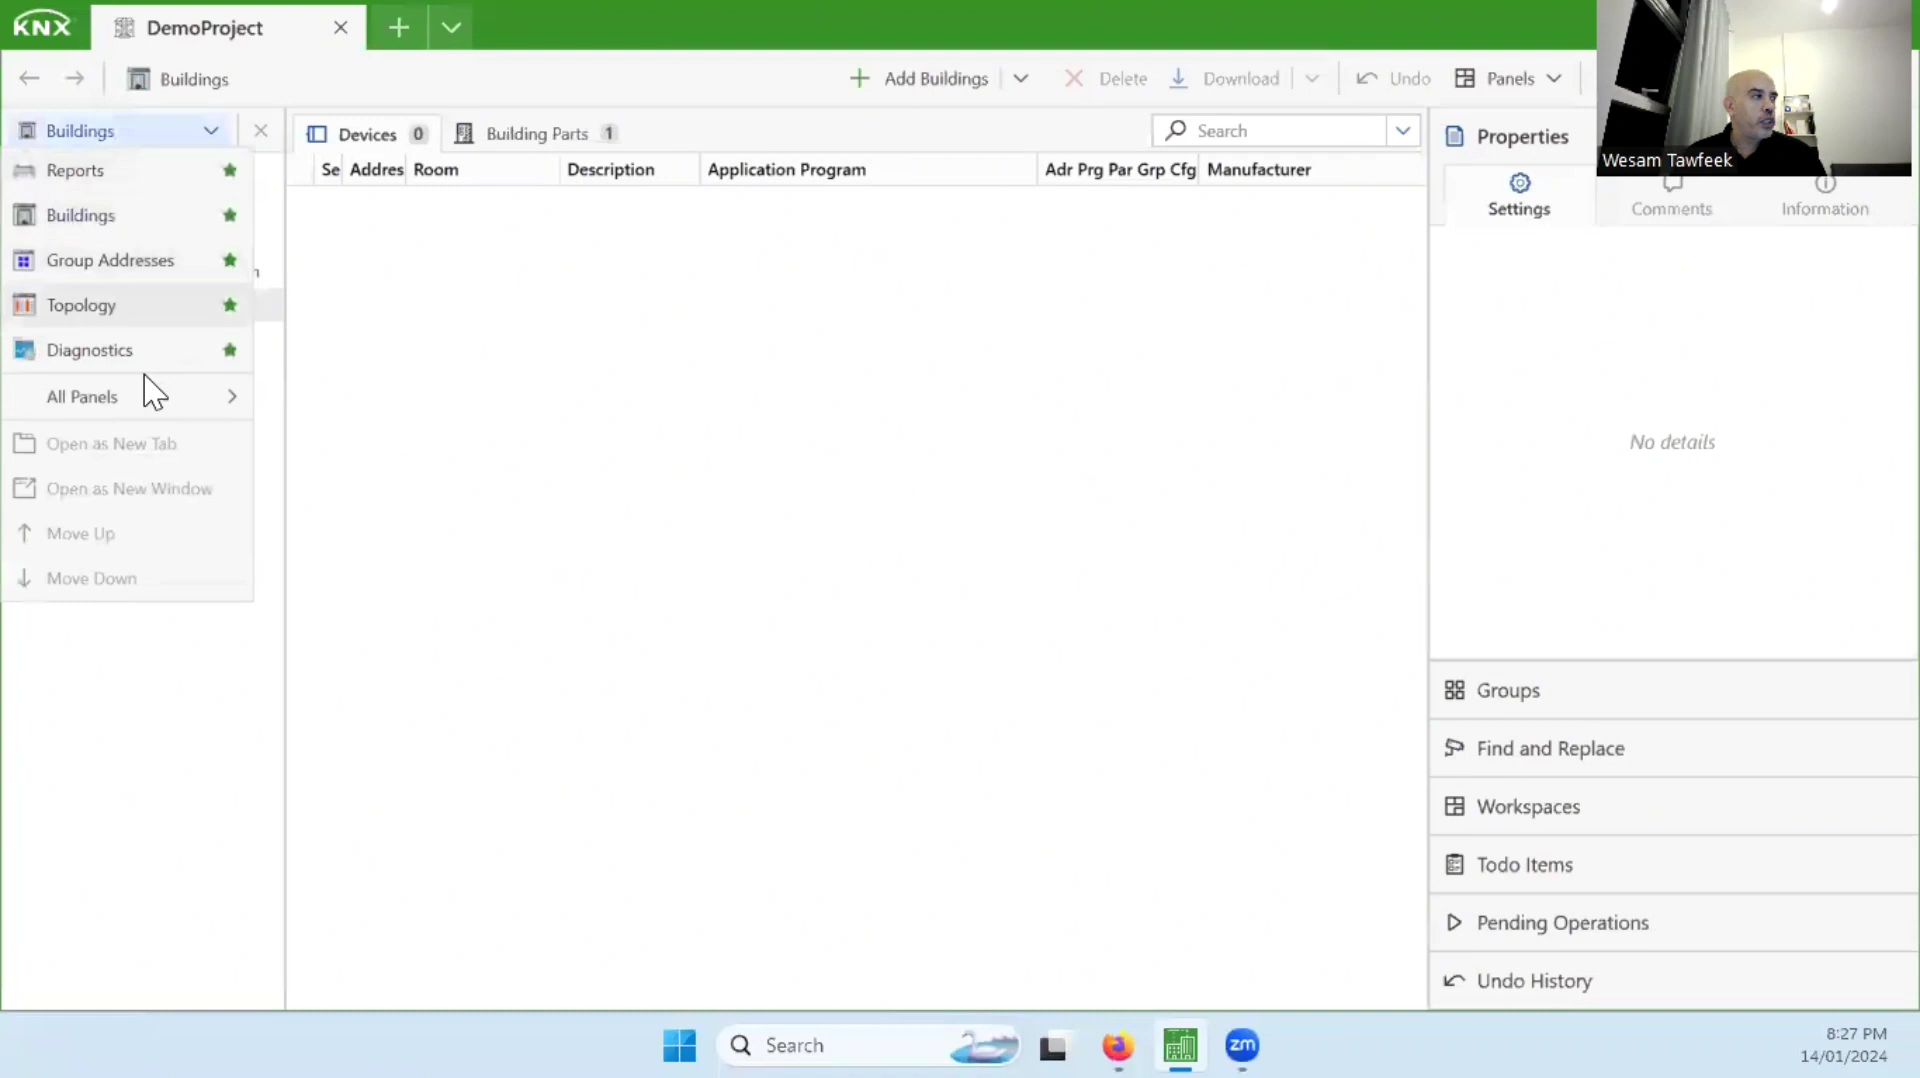 KNX
DemoProject
Buildings
Add Buildings
Delete
Download
Undo
Panels
Wesam Tawfeek
Buildings
Reports
Buildings
Group Addresses
Topology
Diagnostics
All Panels
Open as New Tab
Open as New Window
Move Up
Move Down
n
Devices 0
Building Parts 1
Search
Se Addres Room Description Application Program Adr Prg Par Grp Cfg Manufacturer
Properties
Settings
Comments
Information
No details
Groups
Find and Replace
Workspaces
Todo Items
Pending Operations
Undo History
Search
zm
8:27 PM
14/01/2024